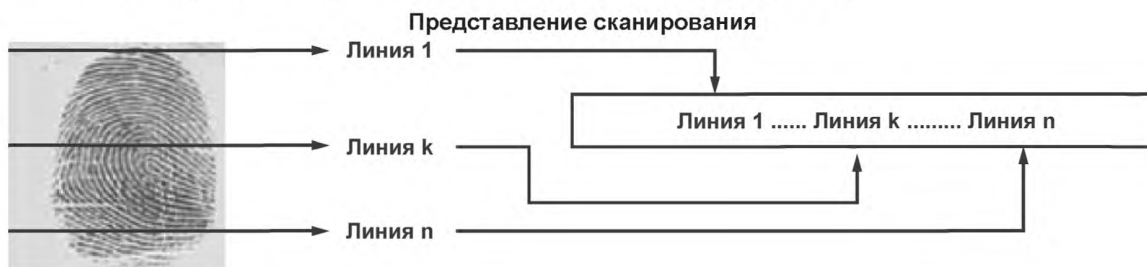 Представление сканирования
Линия 1
Линия 1 ...... Линия k ......... Линия n
Линия k
Линия n